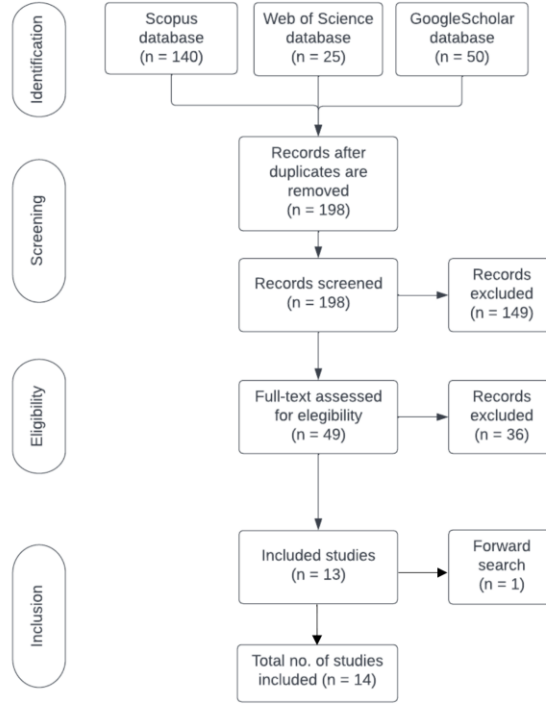 Identification
Scopus
database
(n = 140)
Web of Science
database
(n = 25)
GoogleScholar
database
(n = 50)
Screening
Records after
duplicates are
removed
(n = 198)
Records screened
(n = 198)
Records
excluded
(n = 149)
Eligibility
Full-text assessed
for elegibility
(n = 49)
Records
excluded
(n = 36)
Inclusion
Included studies
(n = 13)
Forward
search
(n = 1)
Total no. of studies
included (n = 14)